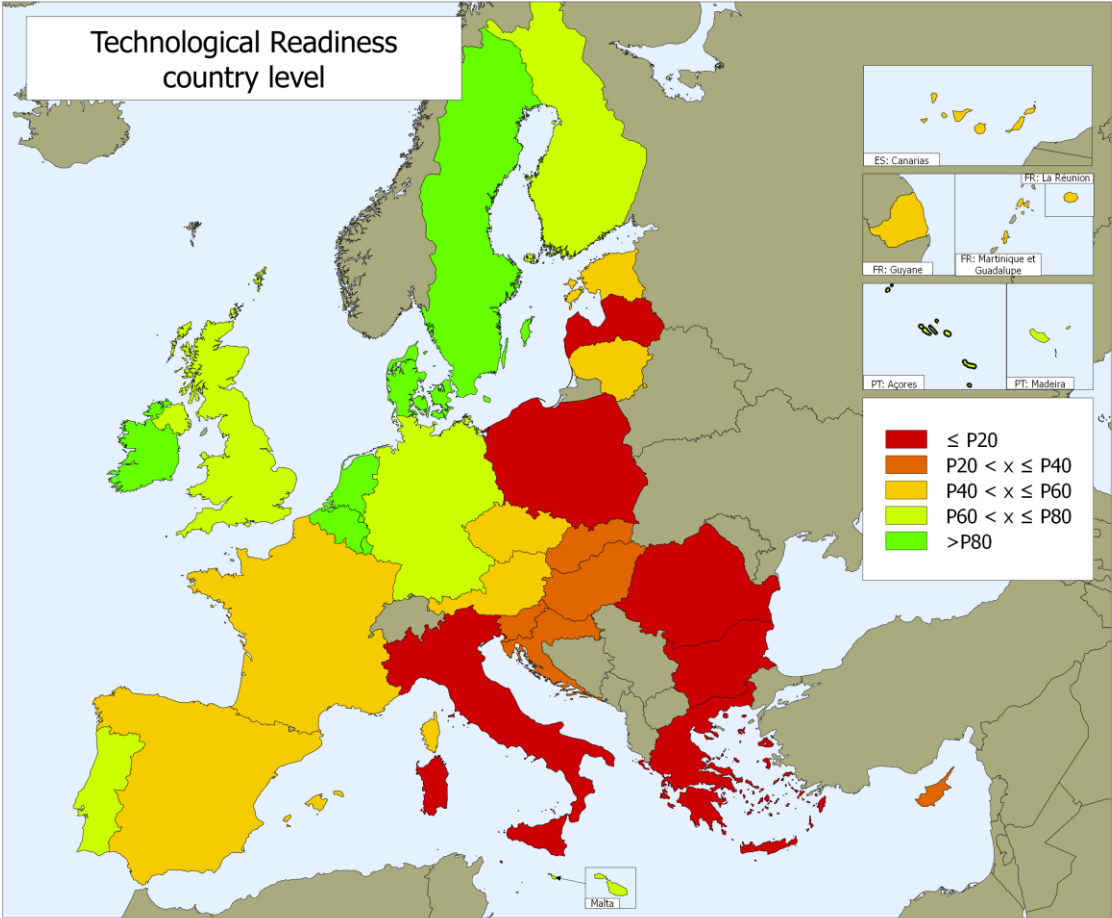 Technological Readiness
country level
ES: Canarias
FR: La Réunion
FR: Guyane
FR: Martinique et
Guadalupe
PT: Açores
PT: Madeira
≤ P20
P20 < x ≤ P40
P40 < x ≤ P60
P60 < x ≤ P80
>P80
Malta